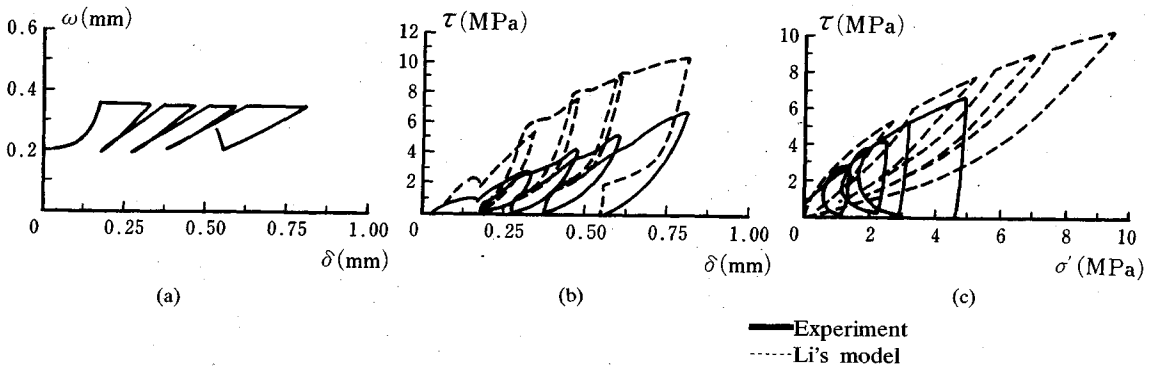 ω(mm)
0.6
0.4
0.2
0 0.25 0.50 0.75 1.00
δ(mm)
(a)
τ(MPa)
12
10
8
6
4
2
0 0.25 0.50 0.75 1.00
δ(mm)
(b)
τ(MPa)
10
8
6
4
2
0 2 4 6 8 10
σ'(MPa)
(c)
Experiment
Li's model